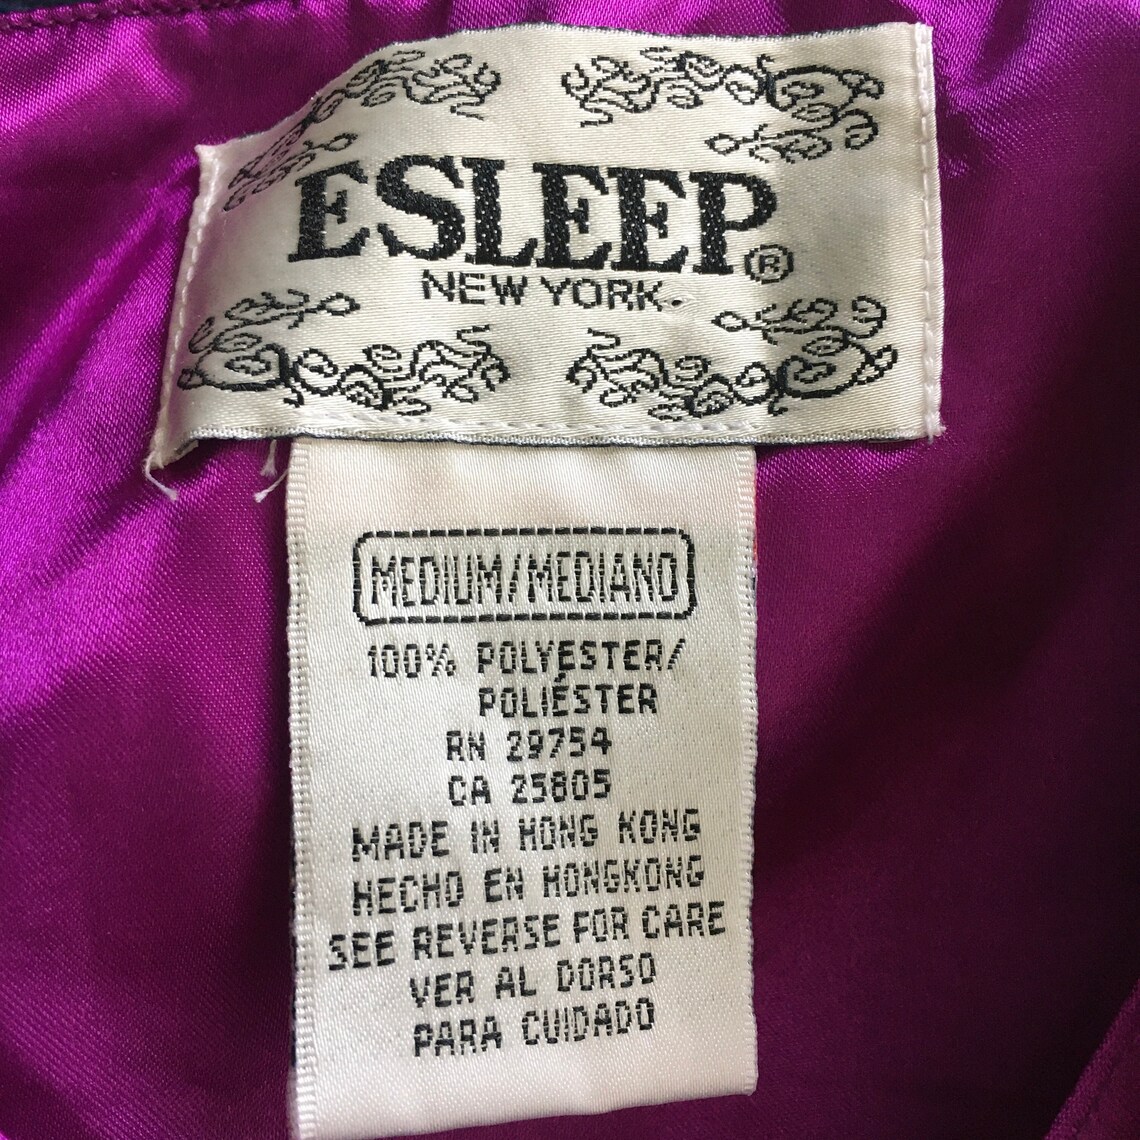 ESLEEP®
NEW YORK
MEDIUM/MEDIANO
100% POLYESTER/
POLIÉSTER
RN 29754
CA 25805
MADE IN HONG KONG
HECHO EN HONGKONG
SEE REVERSE FOR CARE
VER AL DORSO
PARA CUIDADO